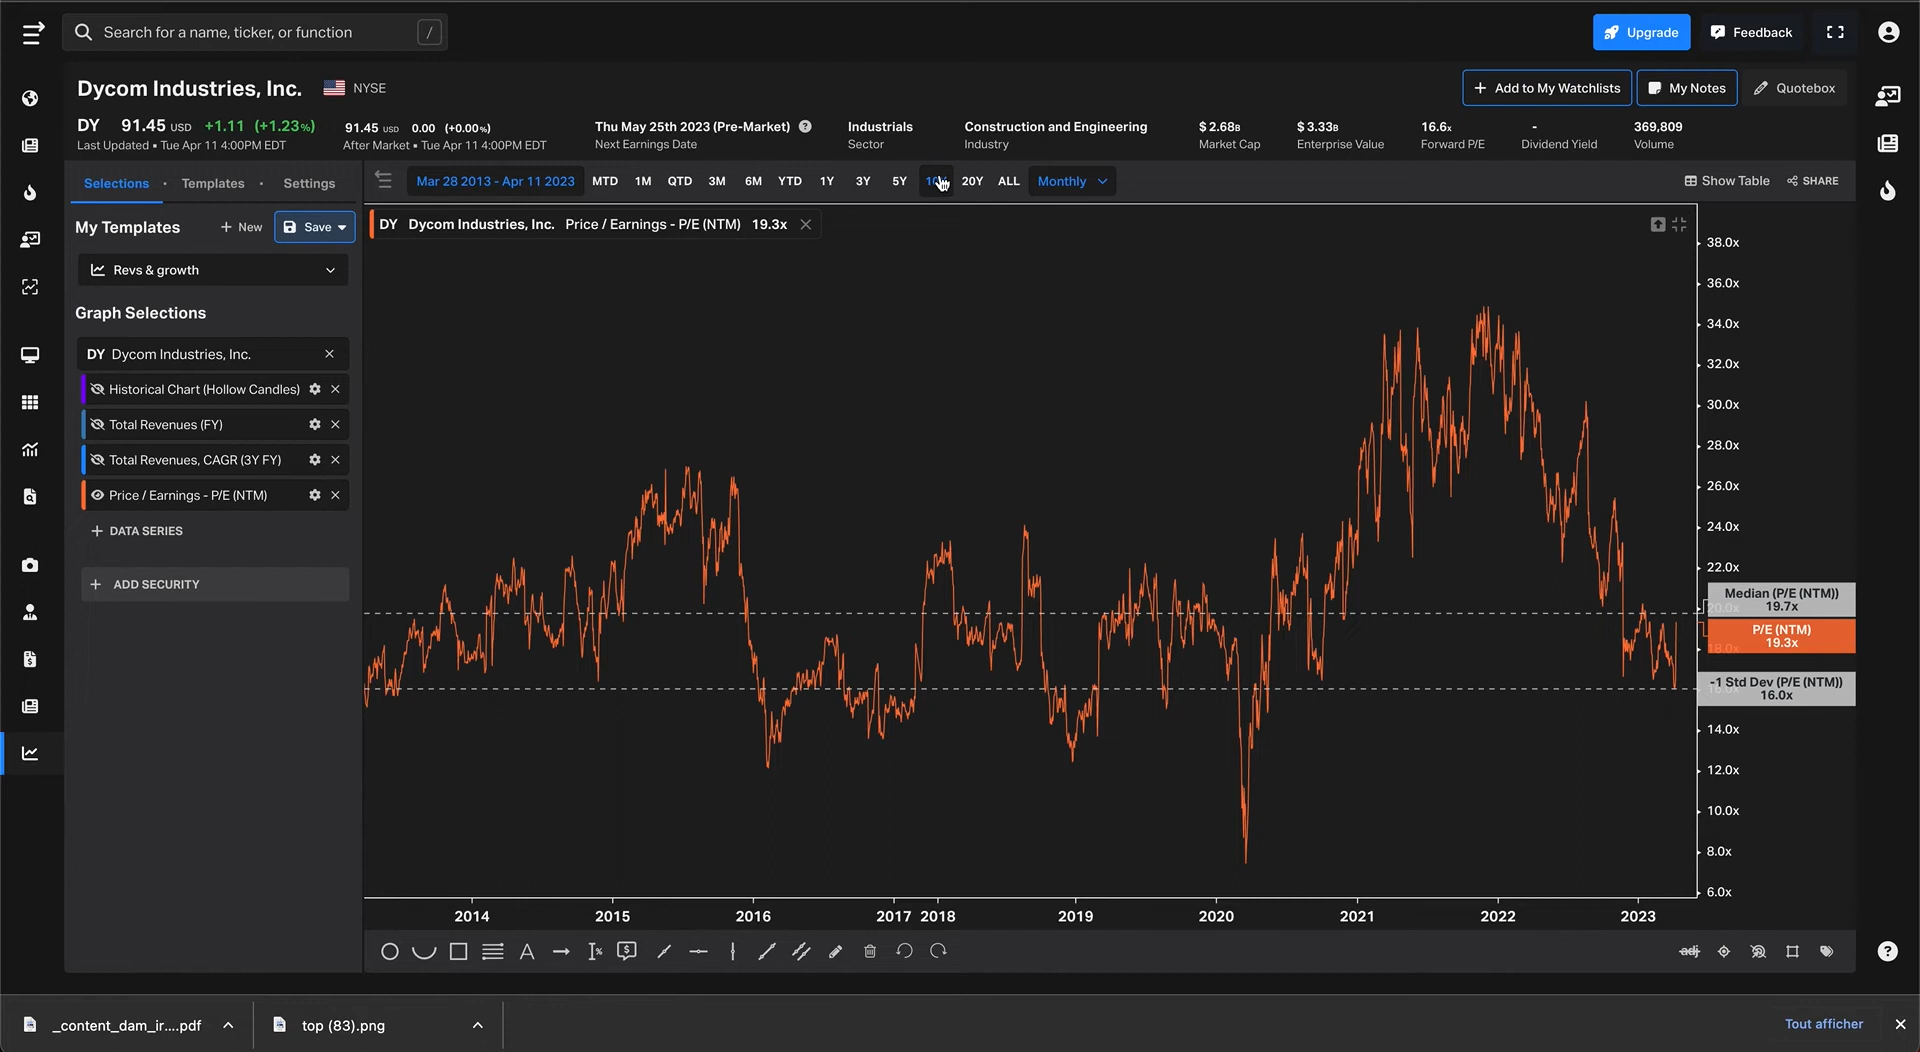 Search for a name, ticker, or function /
Upgrade
Feedback
Dycom Industries, Inc. NYSE
Add to My Watchlists
My Notes
Quotebox
DY 91.45 USD +1.11 (+1.23%)
Last Updated • Tue Apr 11 4:00PM EDT
91.45 USD 0.00 (+0.00%)
After Market • Tue Apr 11 4:00PM EDT
Thu May 25th 2023 (Pre-Market) ?
Next Earnings Date
Industrials
Sector
Construction and Engineering
Industry
$2.68B
Market Cap
$3.33B
Enterprise Value
16.6x
Forward P/E
-
Dividend Yield
369,809
Volume
Selections • Templates • Settings
Mar 28 2013 - Apr 11 2023 MTD 1M QTD 3M 6M YTD 1Y 3Y 5Y 20Y ALL Monthly
Show Table
SHARE
My Templates
+ New
Save
Revs & growth
Graph Selections
DY Dycom Industries, Inc. ×
Historical Chart (Hollow Candles) ×
Total Revenues (FY) ×
Total Revenues, CAGR (3Y FY) ×
Price / Earnings - P/E (NTM) ×
+ DATA SERIES
+ ADD SECURITY
DY Dycom Industries, Inc. Price / Earnings - P/E (NTM) 19.3x ×
38.0x
36.0x
34.0x
32.0x
30.0x
28.0x
26.0x
24.0x
22.0x
20.0x
Median (P/E (NTM))
19.7x
P/E (NTM)
19.3x
18.0x
-1 Std Dev (P/E (NTM))
16.0x
14.0x
12.0x
10.0x
8.0x
6.0x
2014 2015 2016 2017 2018 2019 2020 2021 2022 2023
A
adj
?
_content_dam_ir....pdf
top (83).png
Tout afficher